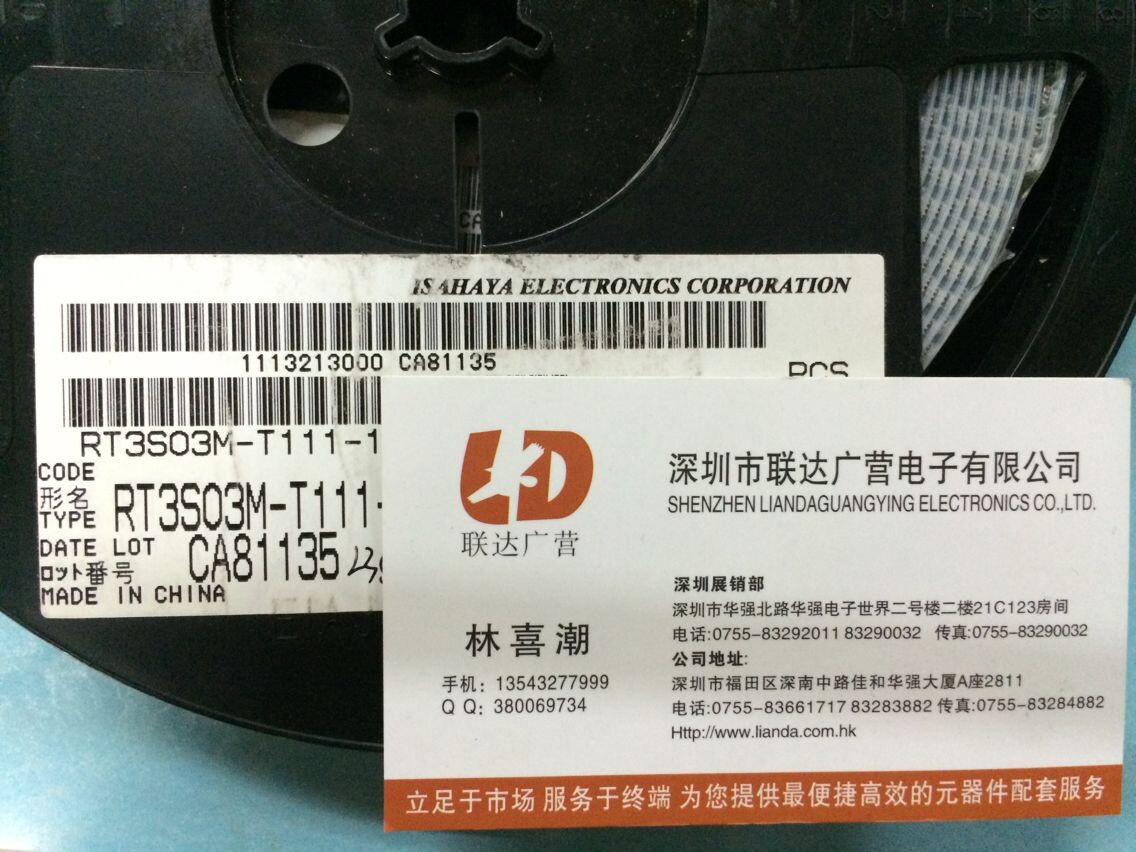 CA
ISAHAYA ELECTRONICS CORPORATION
1113213000 CA81135
PCS
RT3S03M-T111-1
CODE
形名
TYPE RT3S03M-T111-
DATE LOT
ロット番号 CA81135
MADE IN CHINA
联达广营
深圳市联达广营电子有限公司
SHENZHEN LIANDAGUANGYING ELECTRONICS CO.,LTD.
林喜潮
手机：13543277999
Q Q：380069734
深圳展销部
深圳市华强北路华强电子世界二号楼二楼21C123房间
电话:0755-83292011 83290032 传真:0755-83290032
公司地址:
深圳市福田区深南中路佳和华强大厦A座2811
电话:0755-83661717 83283882 传真:0755-83284882
Http://www.lianda.com.hk
立足于市场 服务于终端 为您提供最便捷高效的元器件配套服务